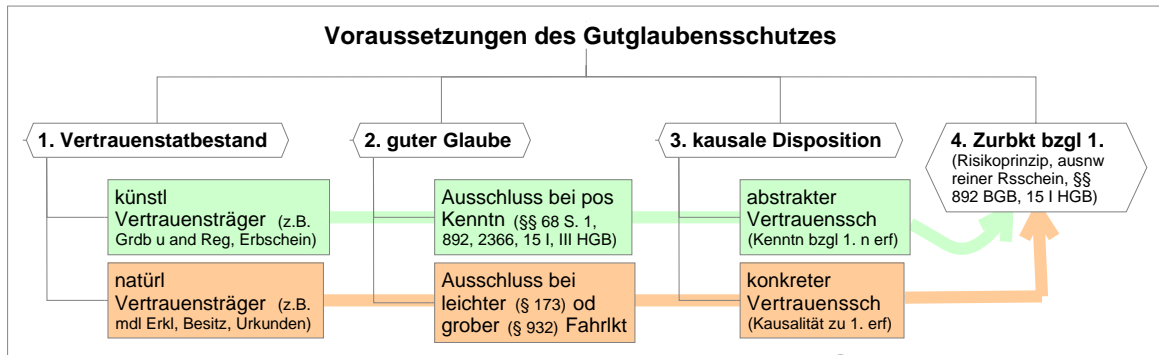 Voraussetzungen des Gutglaubensschutzes
1. Vertrauenstatbestand
2. guter Glaube
3. kausale Disposition
4. Zurbkt bzgl 1.
(Risikoprinzip, ausnw
reiner Rsschein, §§
892 BGB, 15 I HGB)
künstl
Vertrauensträger (z.B.
Grdb u and Reg, Erbschein)
Ausschluss bei pos
Kenntn (§§ 68 S. 1,
892, 2366, 15 I, III HGB)
abstrakter
Vertrauenssch
(Kenntn bzgl 1. n erf)
natürl
Vertrauensträger (z.B.
mdl Erkl, Besitz, Urkunden)
Ausschluss bei
leichter (§ 173) od
grober (§ 932) Fahrlkt
konkreter
Vertrauenssch
(Kausalität zu 1. erf)